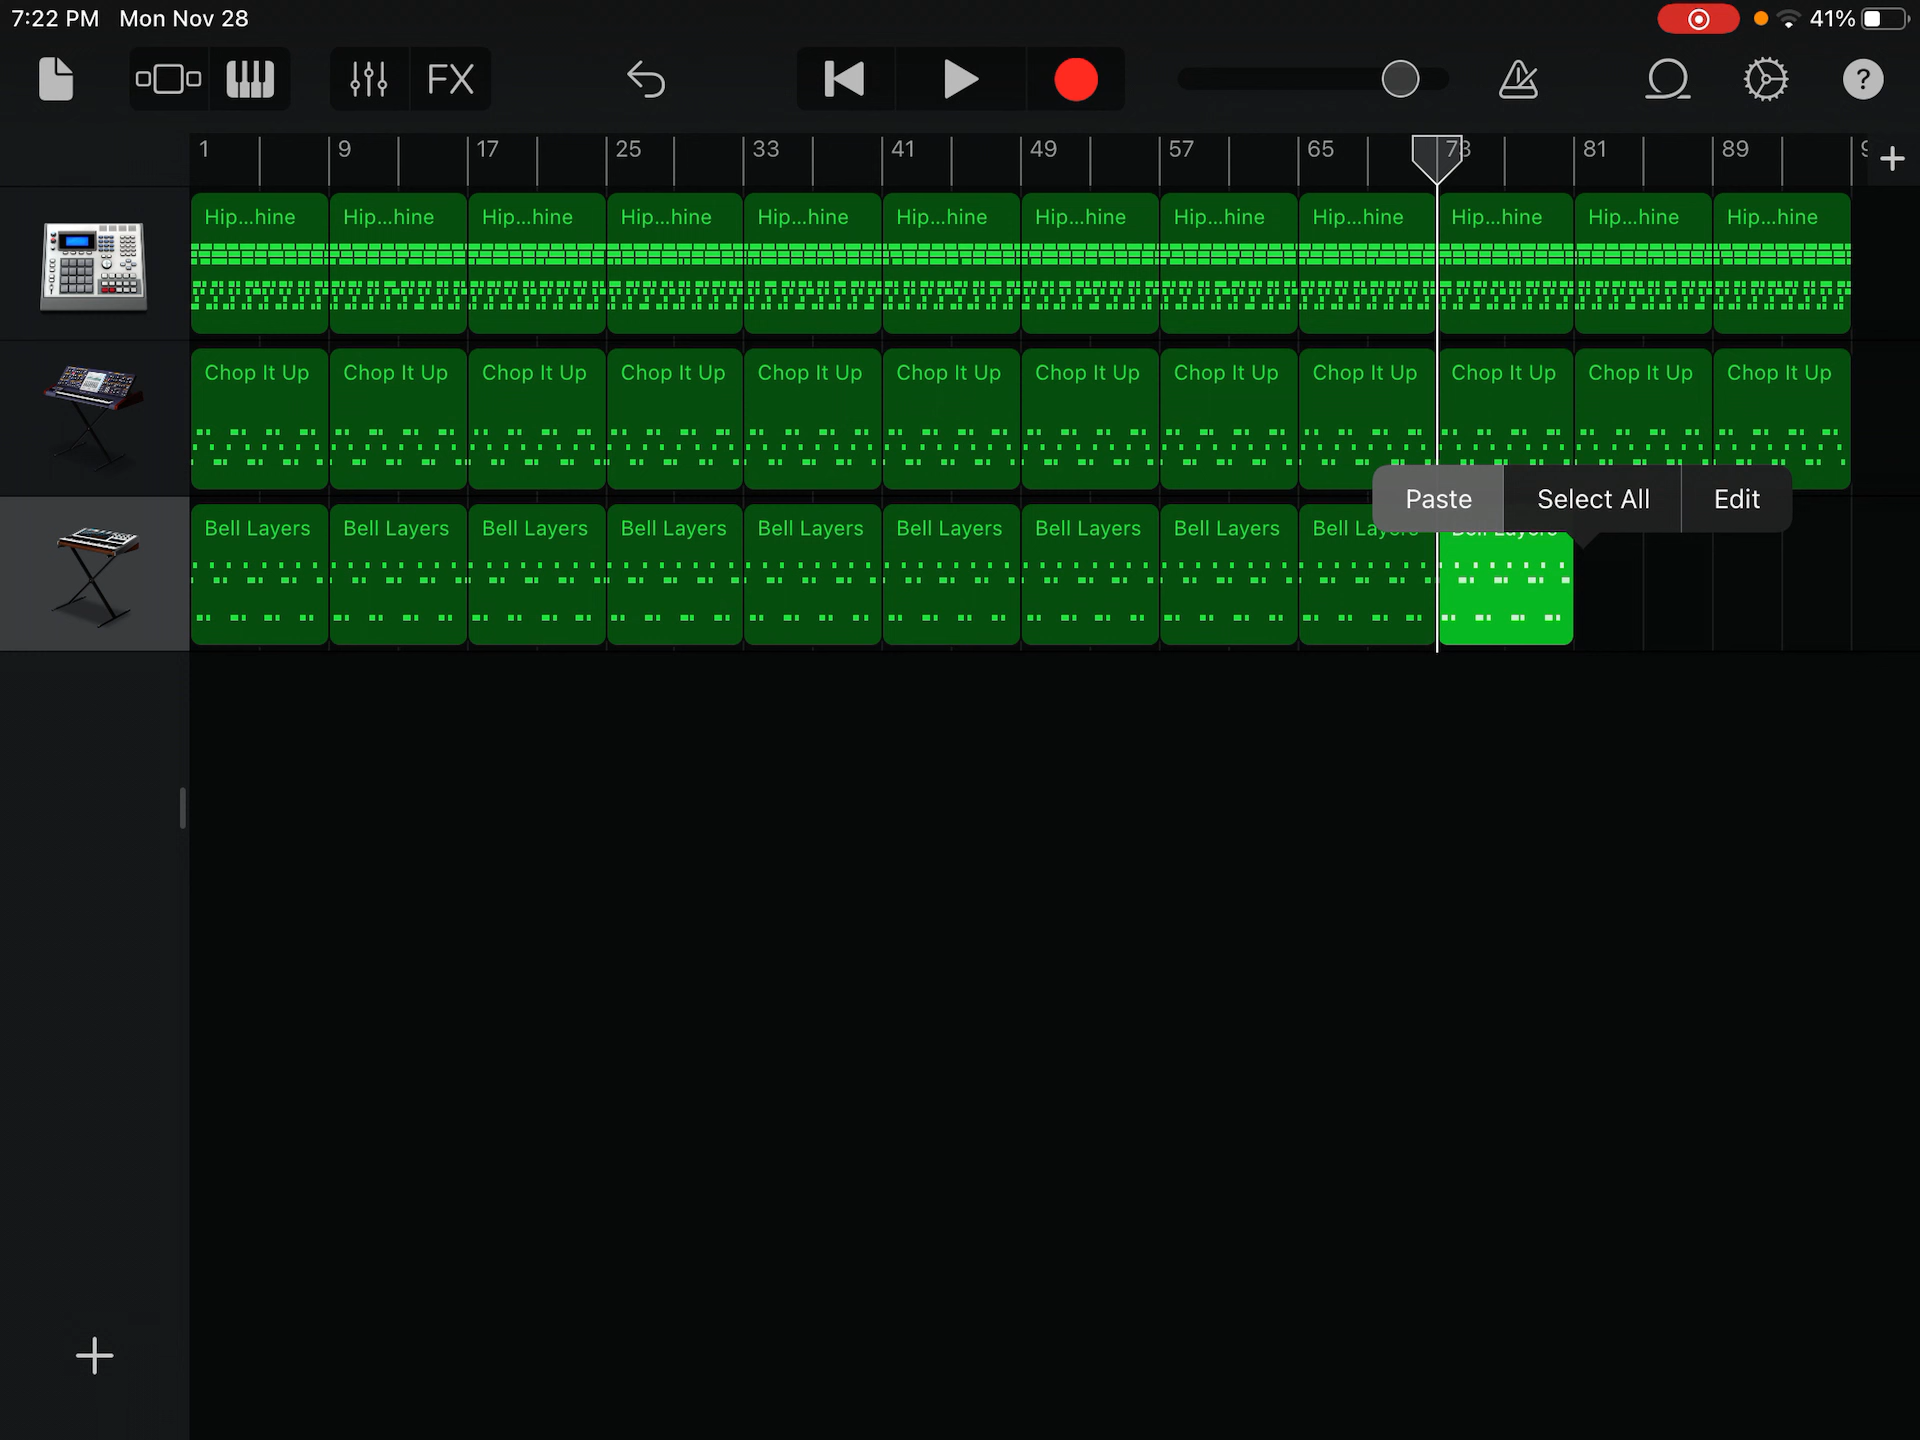 7:22 PM Mon Nov 28 41%
FX ?
1 9 17 25 33 41 49 57 65 73 81 89
Hip...hine Hip...hine Hip...hine Hip...hine Hip...hine Hip...hine Hip...hine Hip...hine Hip...hine Hip...hine Hip...hine Hip...hine
Chop It Up Chop It Up Chop It Up Chop It Up Chop It Up Chop It Up Chop It Up Chop It Up Chop It Up Chop It Up Chop It Up Chop It Up
Paste Select All Edit
Bell Layers Bell Layers Bell Layers Bell Layers Bell Layers Bell Layers Bell Layers Bell Layers Bell Layers Bell Layers